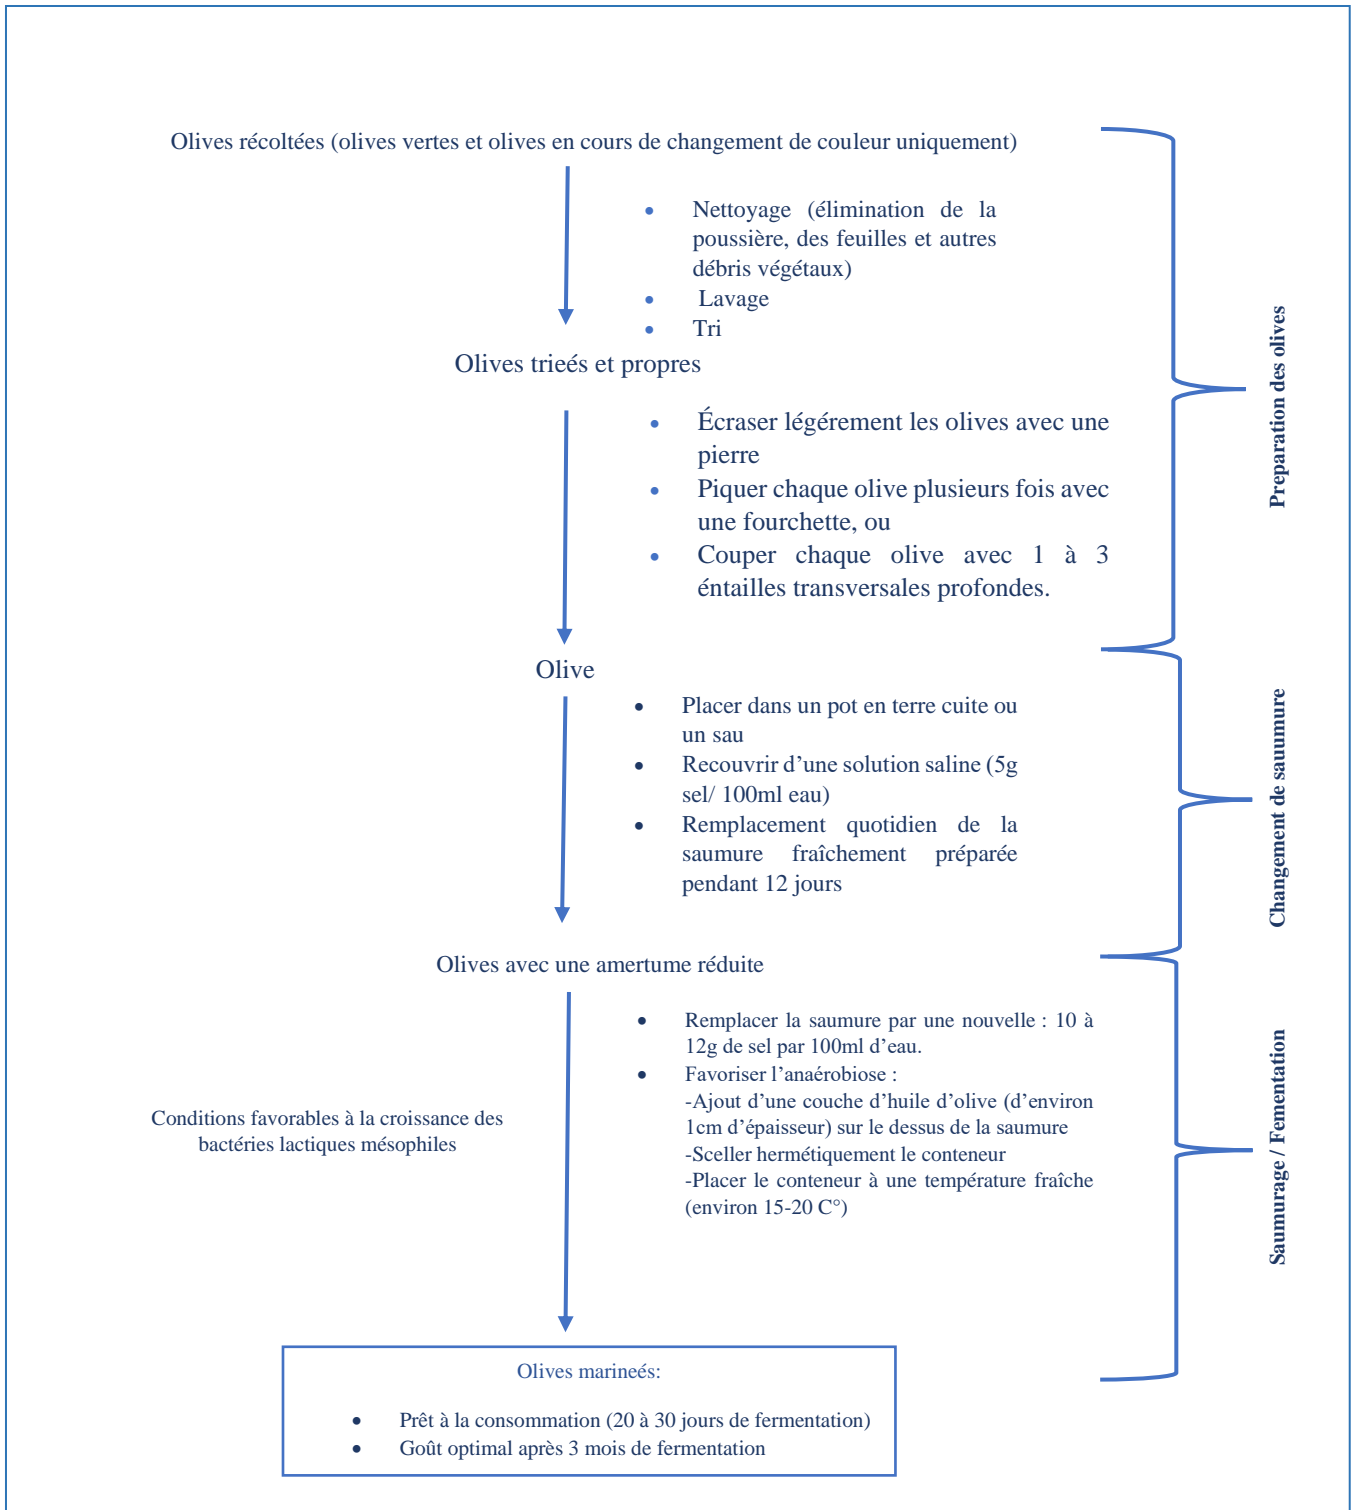 Olives récoltées (olives vertes et olives en cours de changement de couleur uniquement)
• Nettoyage (élimination de la
poussière, des feuilles et autres
débris végétaux)
• Lavage
• Tri
Olives trieés et propres
• Écraser légérement les olives avec une
pierre
• Piquer chaque olive plusieurs fois avec
une fourchette, ou
• Couper chaque olive avec 1 à 3
éntailles transversales profondes.
Preparation des olives
Olive
• Placer dans un pot en terre cuite ou
un sau
• Recouvrir d’une solution saline (5g
sel/ 100ml eau)
• Remplacement quotidien de la
saumure fraîchement préparée
pendant 12 jours
Changement de sauumure
Olives avec une amertume réduite
• Remplacer la saumure par une nouvelle : 10 à
12g de sel par 100ml d’eau.
• Favoriser l’anaérobiose :
-Ajout d’une couche d’huile d’olive (d’environ
1cm d’épaisseur) sur le dessus de la saumure
-Sceller hermétiquement le conteneur
-Placer le conteneur à une température fraîche
(environ 15-20 C°)
Conditions favorables à la croissance des
bactéries lactiques mésophiles
Saumurage / Fementation
Olives marineés:
• Prêt à la consommation (20 à 30 jours de fermentation)
• Goût optimal après 3 mois de fermentation